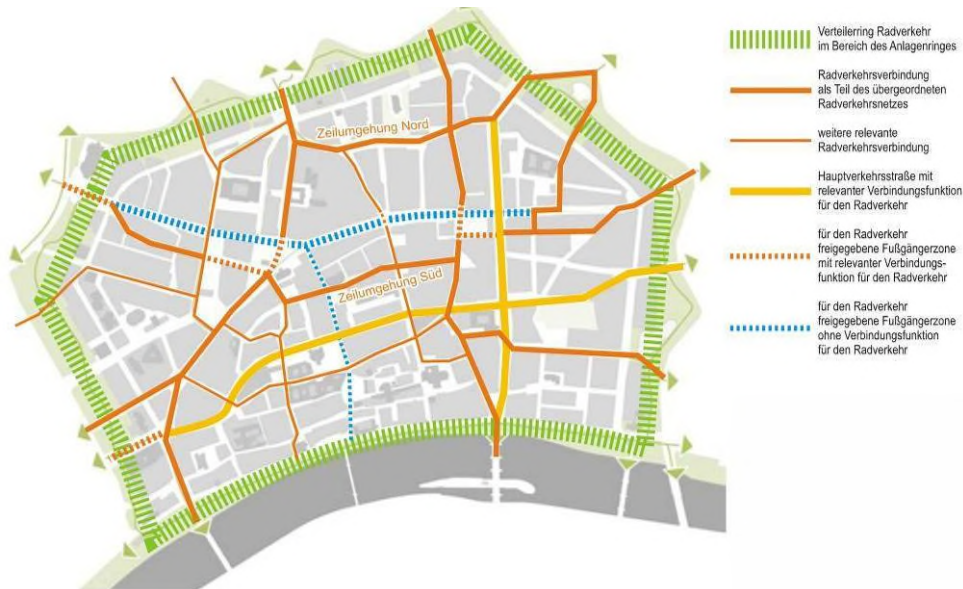 Zeilumgehung Nord
Zeilumgehung Süd
Verteilerring Radverkehr
im Bereich des Anlagenringes
Radverkehrsverbindung
als Teil des übergeordneten
Radverkehrsnetzes
weitere relevante
Radverkehrsverbindung
Hauptverkehrsstraße mit
relevanter Verbindungsfunktion
für den Radverkehr
für den Radverkehr
freigegebene Fußgängerzone
mit relevanter Verbindungs-
funktion für den Radverkehr
für den Radverkehr
freigegebene Fußgängerzone
ohne Verbindungsfunktion
für den Radverkehr